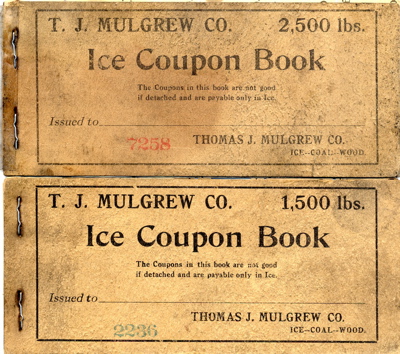 T. J. MULGREW CO. 2,500 lbs.
Ice Coupon Book
The Coupons in this book are not good
if detached and are payable only in Ice.
Issued to
7258 THOMAS J. MULGREW CO.
ICE--COAL--WOOD.
T. J. MULGREW CO. 1,500 lbs.
Ice Coupon Book
The Coupons in this book are not good
if detached and are payable only in Ice.
Issued to
THOMAS J. MULGREW CO.
2236 ICE--COAL--WOOD.